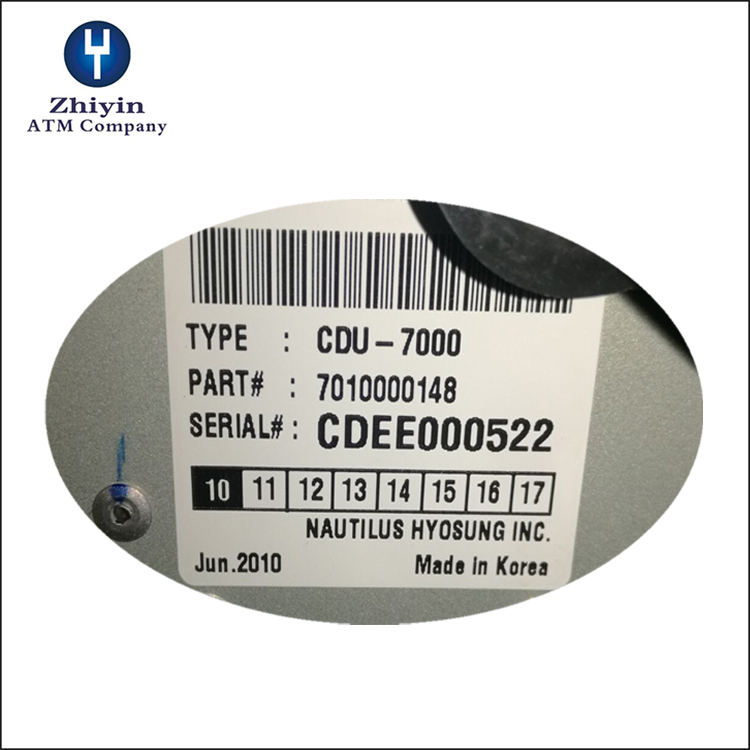 Zhiyin
ATM Company
TYPE : CDU-7000
PART# : 7010000148
SERIAL# : CDEE000522
10 11 12 13 14 15 16 17
NAUTILUS HYOSUNG INC.
Jun.2010 Made in Korea